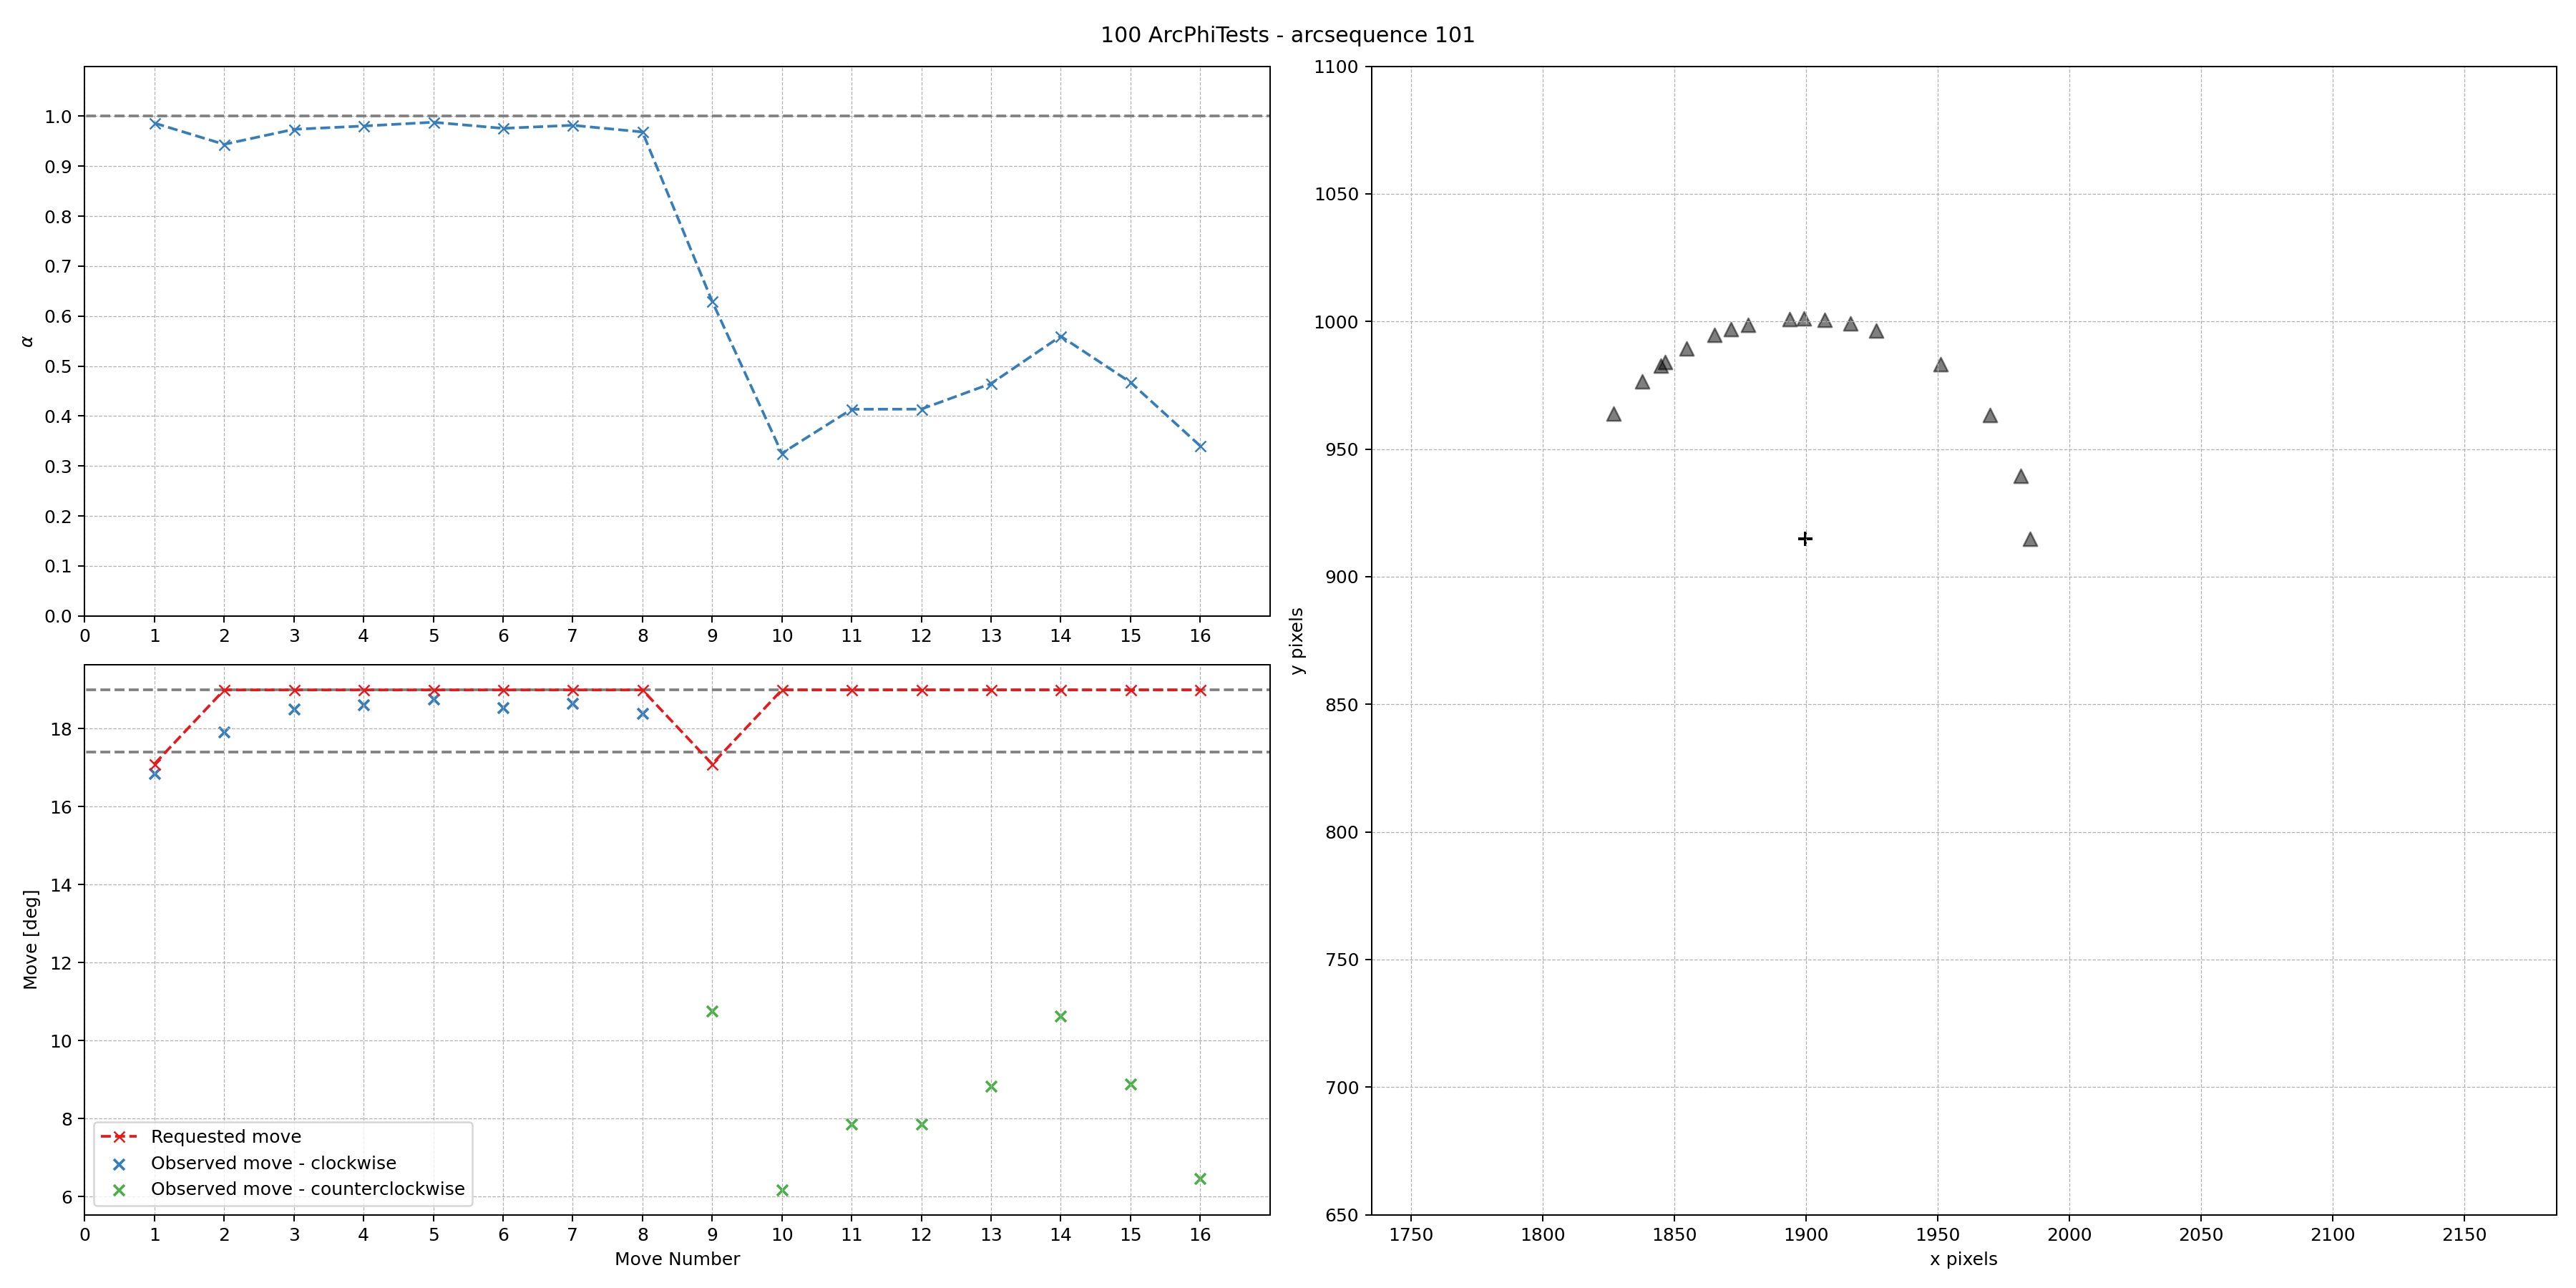 100 ArcPhiTests - arcsequence 101
1.0
0.9
0.8
0.7
0.6
0.5
0.4
0.3
0.2
0.1
0.0
α
0 1 2 3 4 5 6 7 8 9 10 11 12 13 14 15 16
18
16
14
12
10
8
6
Move [deg]
Requested move
Observed move - clockwise
Observed move - counterclockwise
0 1 2 3 4 5 6 7 8 9 10 11 12 13 14 15 16
Move Number
1100
1050
1000
950
900
850
800
750
700
650
y pixels
1750 1800 1850 1900 1950 2000 2050 2100 2150
x pixels